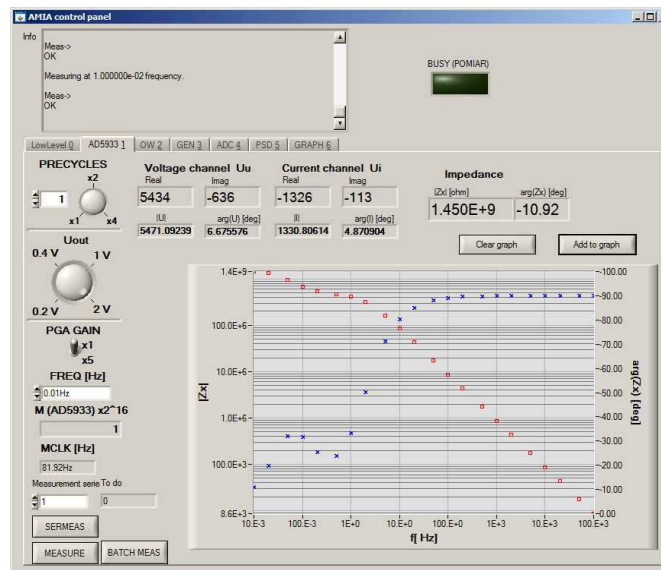 AMIA control panel
Info
Meas->
OK
Measuring at 1.000000e-02 frequency.
Meas->
OK
BUSY (POMIAR)
LowLevel 0 AD5933 1 OW 2 GEN 3 ADC 4 PSD 5 GRAPH 6
PRECYCLES
x2
1
x1 x4
Voltage channel Uu
Real Imag
5434 -636
|U| arg(U) [deg]
5471.09239 6.675576
Current channel Ui
Real Imag
-1326 -113
|I| arg(I) [deg]
1330.80614 4.870904
Impedance
|Zx| [ohm] arg(Zx) [deg]
1.450E+9 -10.92
Clear graph Add to graph
Uout
0.4 V 1 V
0.2 V 2 V
PGA GAIN
x1
x5
FREQ [Hz]
0.01Hz
M (AD5933) x2^16
1
MCLK [Hz]
81.92Hz
Measurement serie To do
1 0
SERMEAS
MEASURE BATCH MEAS
|Zx|
1.4E+9
100.0E+6
10.0E+6
1.0E+6
100.0E+3
8.6E+3
10.E-3 100.E-3 1E+0 10.E+0 100.E+0 1E+3 10.E+3 100.E+3
f[ Hz]
-100.00
-90.00
-80.00
-70.00
-60.00
-50.00
-40.00
-30.00
-20.00
-10.00
-0.00
arg(Zx) [deg]